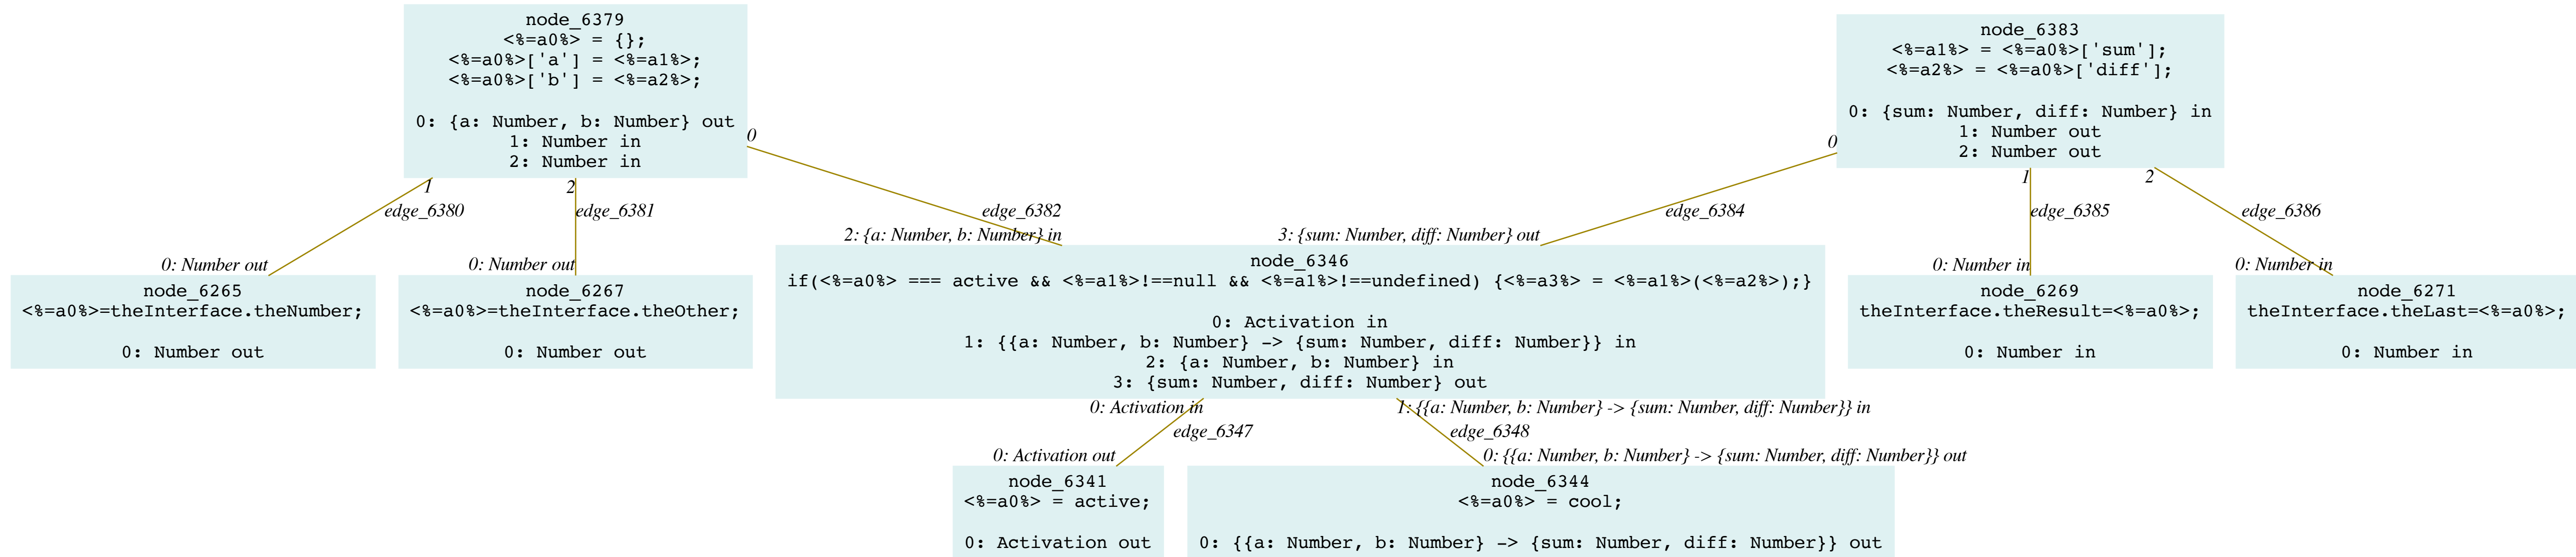 node_6379
<%=a0%> = {};
<%=a0%>['a'] = <%=a1%>;
<%=a0%>['b'] = <%=a2%>;
0: {a: Number, b: Number} out
1: Number in
2: Number in
node_6383
<%=a1%> = <%=a0%>['sum'];
<%=a2%> = <%=a0%>['diff'];
0: {sum: Number, diff: Number} in
1: Number out
2: Number out
0
0
1
2
1
2
edge_6380
edge_6381
edge_6382
edge_6384
edge_6385
edge_6386
0: Number out
0: Number out
2: {a: Number, b: Number} in
3: {sum: Number, diff: Number} out
0: Number in
0: Number in
node_6265
<%=a0%>=theInterface.theNumber;
0: Number out
node_6267
<%=a0%>=theInterface.theOther;
0: Number out
node_6346
if(<%=a0%> === active && <%=a1%>!==null && <%=a1%>!==undefined) {<%=a3%> = <%=a1%>(<%=a2%>);}
0: Activation in
1: {{a: Number, b: Number} -> {sum: Number, diff: Number}} in
2: {a: Number, b: Number} in
3: {sum: Number, diff: Number} out
node_6269
theInterface.theResult=<%=a0%>;
0: Number in
node_6271
theInterface.theLast=<%=a0%>;
0: Number in
0: Activation in
1: {{a: Number, b: Number} -> {sum: Number, diff: Number}} in
edge_6347
edge_6348
0: Activation out
0: {{a: Number, b: Number} -> {sum: Number, diff: Number}} out
node_6341
<%=a0%> = active;
0: Activation out
node_6344
<%=a0%> = cool;
0: {{a: Number, b: Number} -> {sum: Number, diff: Number}} out